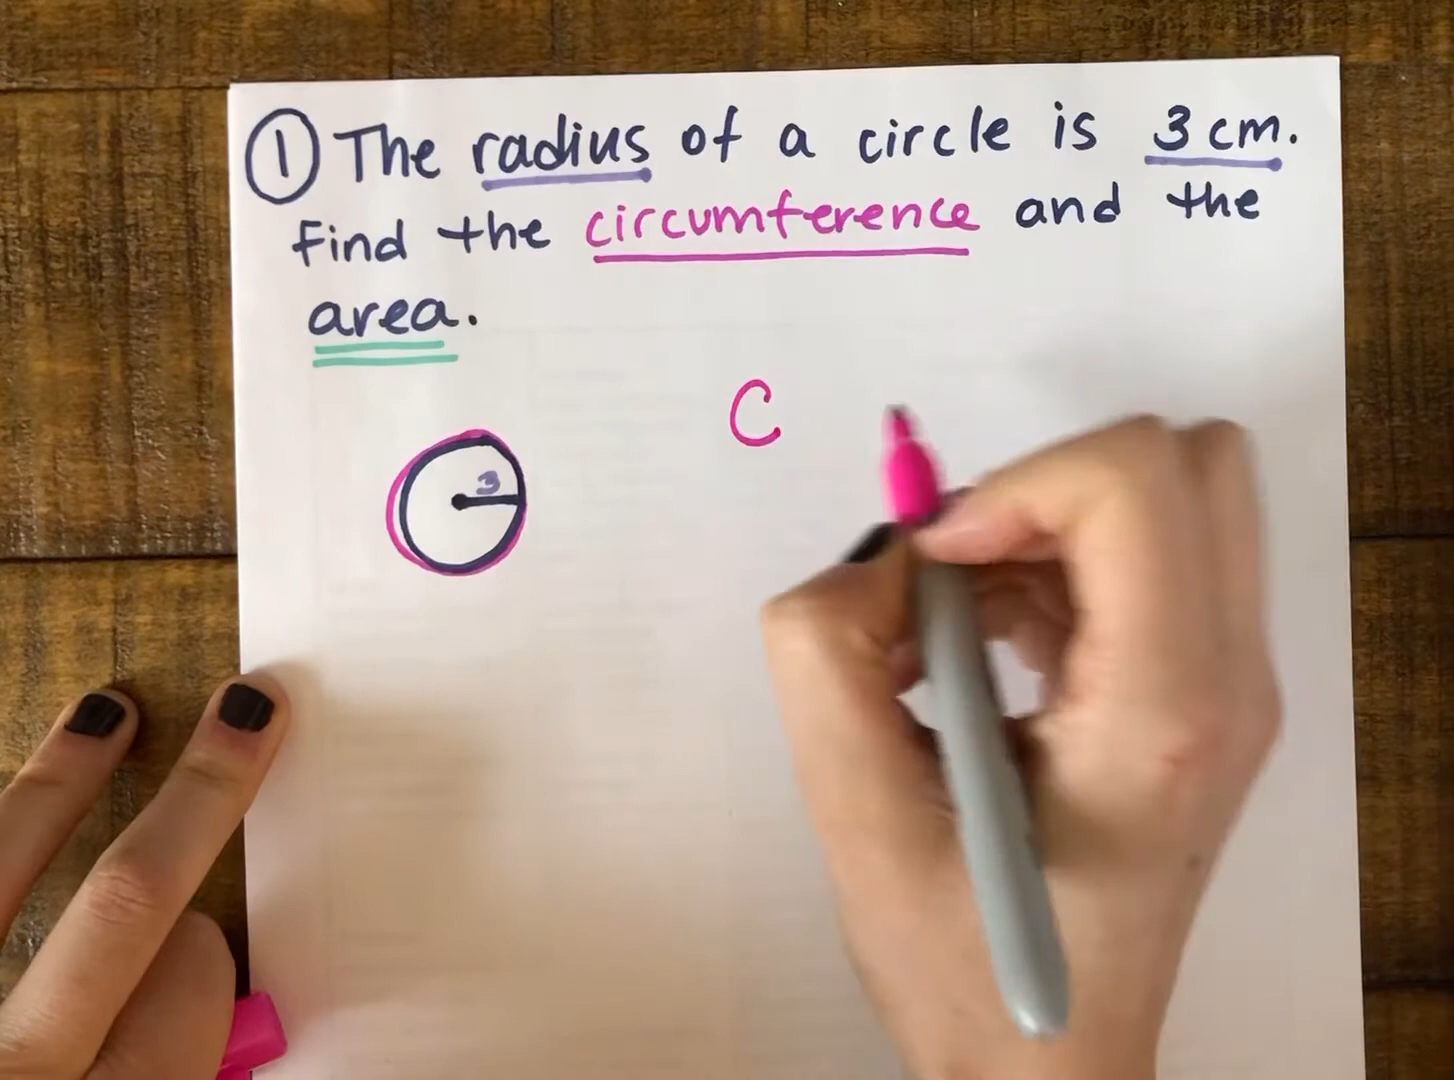 ① The radius of a circle is 3 cm.
Find the circumference and the
area.
C
3